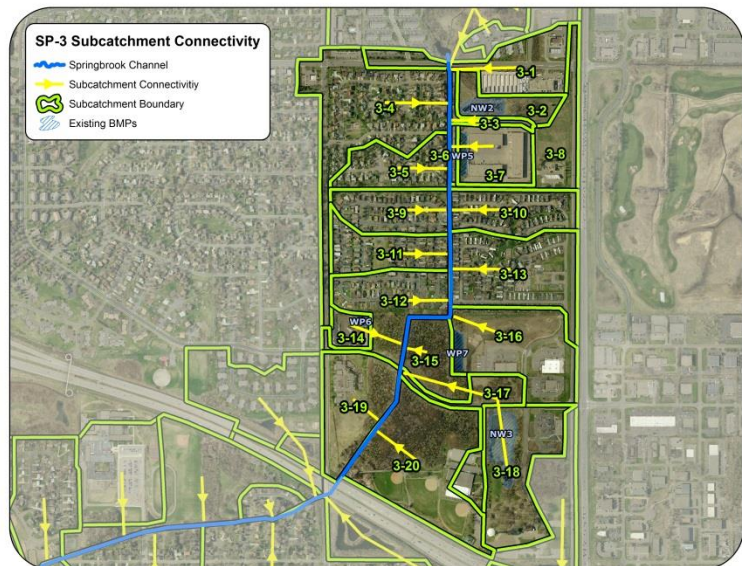 SP-3 Subcatchment Connectivity
Springbrook Channel
Subcatchment Connectivitiy
Subcatchment Boundary
Existing BMPs
3-1
3-4
NW2
3-2
3-3
3-6
WP5
3-8
3-5
3-7
3-9
3-10
3-11
3-13
3-12
WP6
3-14
3-16
3-15
WP7
3-17
3-19
NW3
3-20
3-18